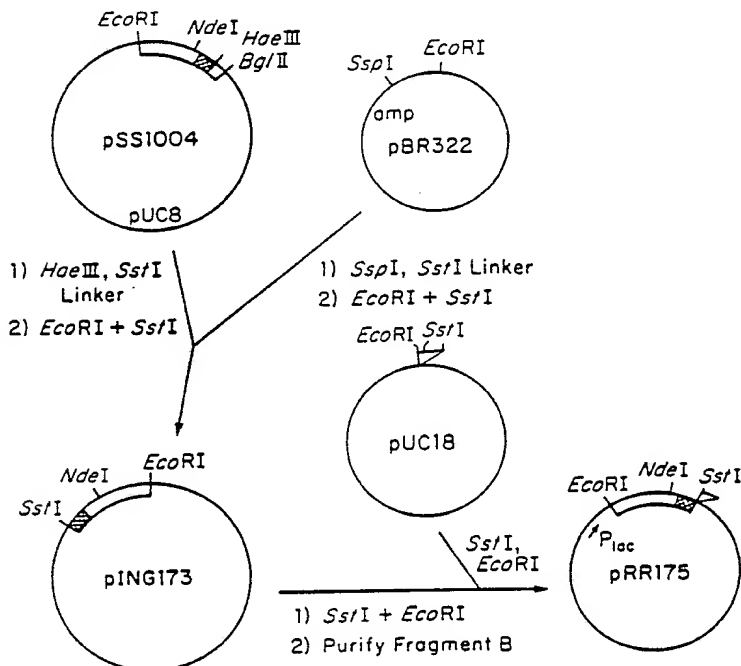 EcoRI
NdeI
HaeIII
BglII
pSS1004
pUC8
SspI
EcoRI
amp
pBR322
1) HaeIII, SstI
Linker
2) EcoRI + SstI
1) SspI, SstI Linker
2) EcoRI + SstI
EcoRI
SstI
pUC18
NdeI
EcoRI
SstI
pING173
SstI,
EcoRI
1) SstI + EcoRI
2) Purify Fragment B
EcoRI
NdeI
SstI
Plac
pRR175